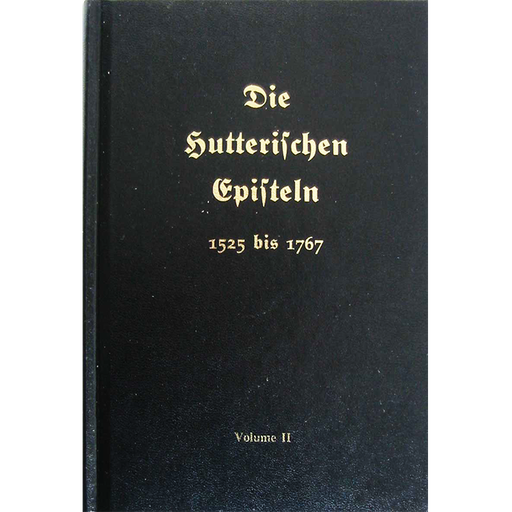 Die
Hutteriſchen
Epiſteln
1525 bis 1767
Volume II